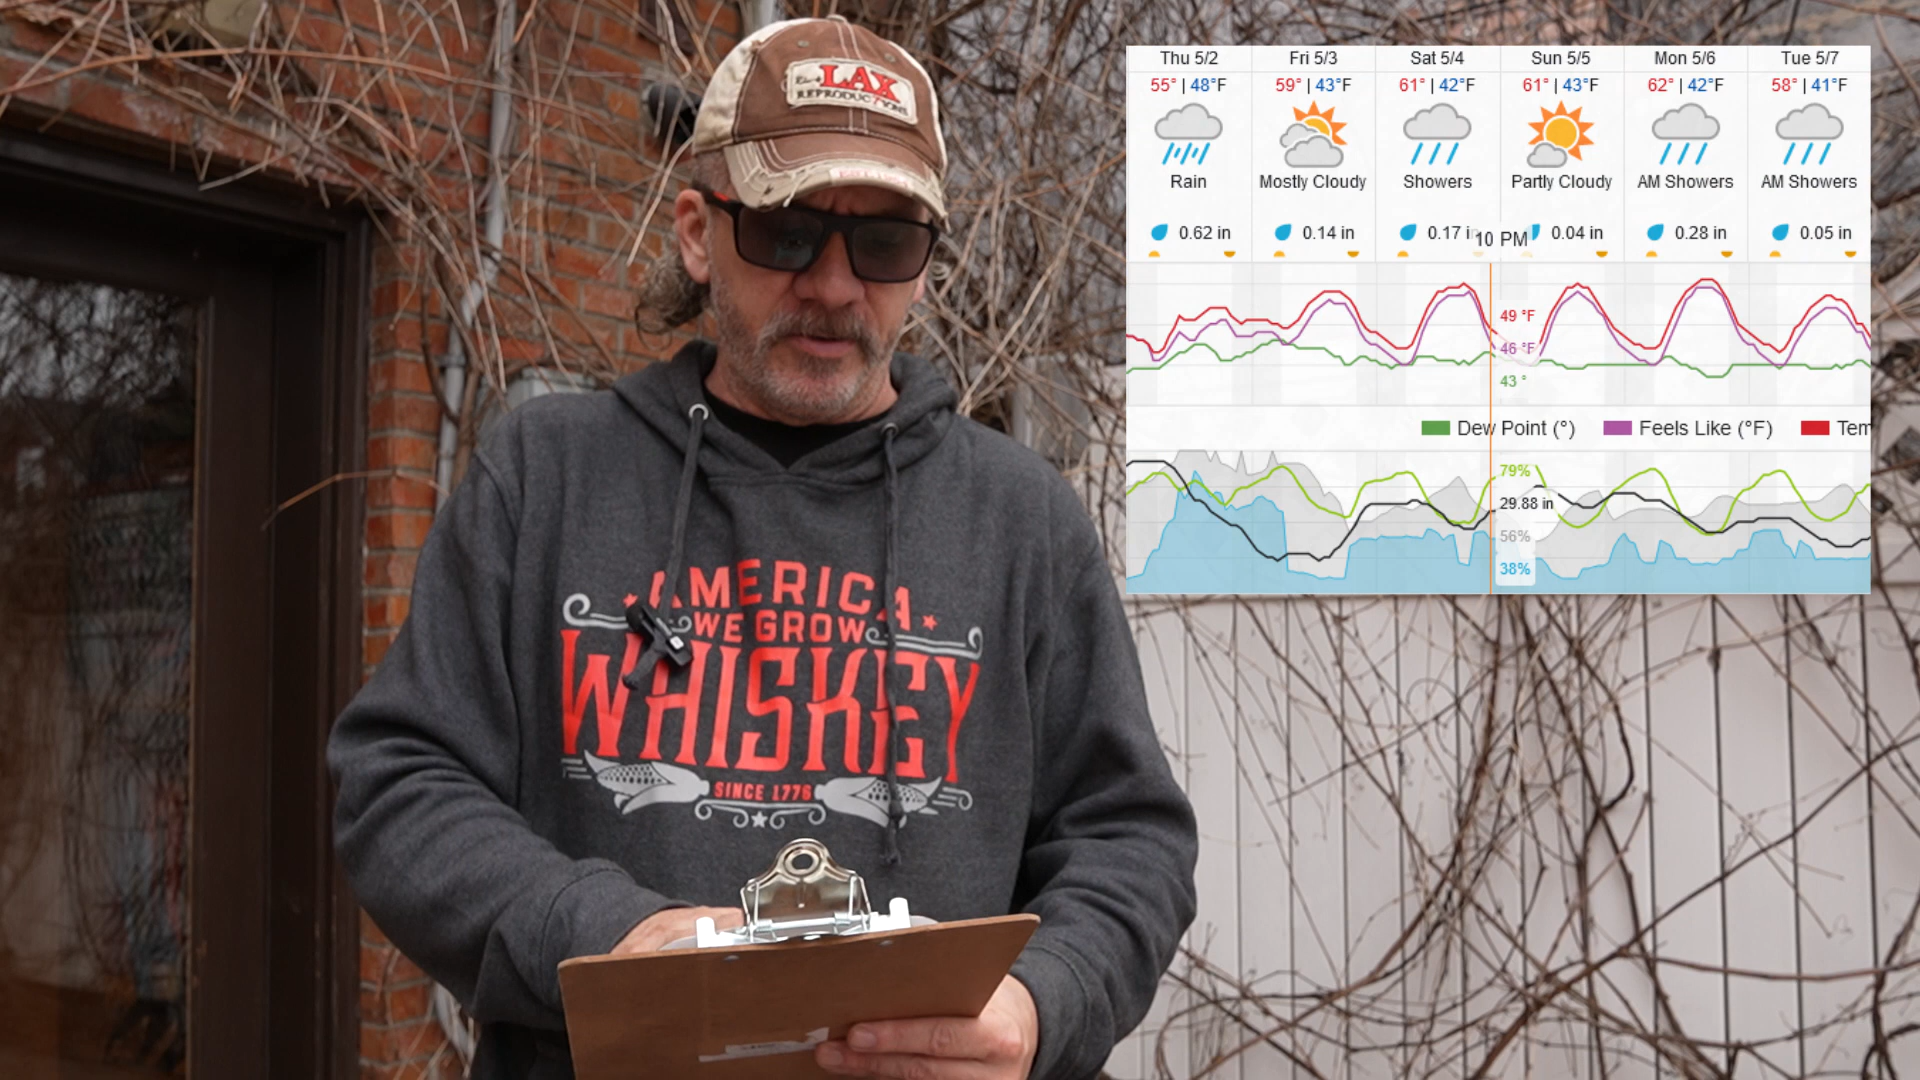 LAX
REPRODUCTIONS
AMERICA
WE GROW
WHISKEY
SINCE 1776
Thu 5/2 Fri 5/3 Sat 5/4 Sun 5/5 Mon 5/6 Tue 5/7
55° | 48°F 59° | 43°F 61° | 42°F 61° | 43°F 62° | 42°F 58° | 41°F
Rain Mostly Cloudy Showers Partly Cloudy AM Showers AM Showers
0.62 in 0.14 in 0.17 in 0.04 in 0.28 in 0.05 in
10 PM
49 °F
46 °F
43 °
Dew Point (°) Feels Like (°F) Tem
79%
29.88 in
56%
38%